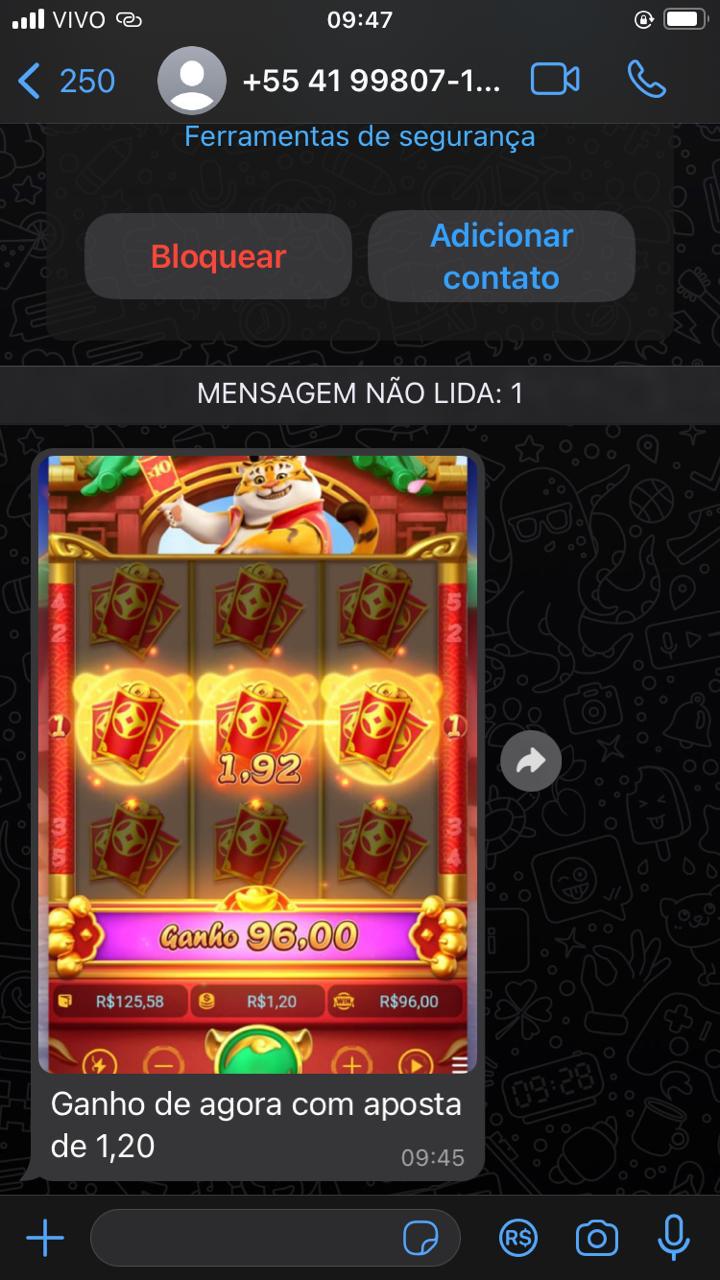 VIVO 09:47
250 +55 41 99807-1...
Ferramentas de segurança
Bloquear
Adicionar
contato
MENSAGEM NÃO LIDA: 1
x10
4 5
2 2
1 1
1,92
3 3
5 4
Ganho 96,00
R$125,58 R$1,20 WIN R$96,00
Ganho de agora com aposta
de 1,20
09:45
R$